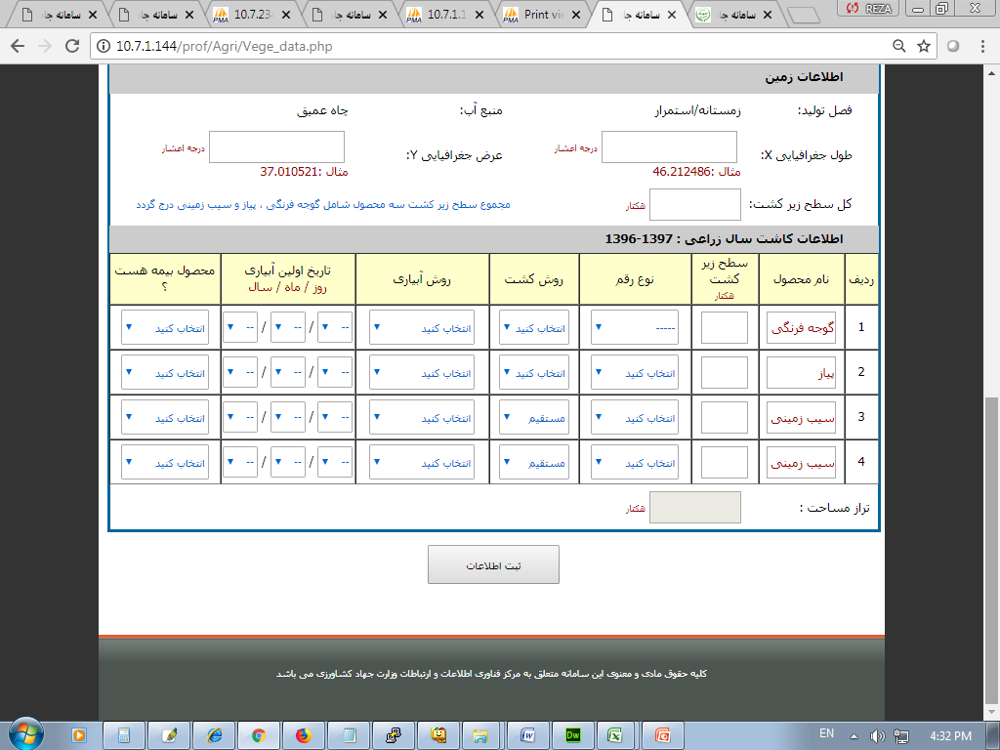 سامانه جا
سامانه جا
10.7.23
سامانه جا
10.7.1.1
Print vie
سامانه جا
سامانه جا
REZA
10.7.1.144/prof/Agri/Vege_data.php
اطلاعات زمین
فصل تولید: زمستانه/استمرار منبع آب: چاه عمیق
طول جغرافیایی X: درجه اعشار عرض جغرافیایی Y: درجه اعشار
مثال :46.212486 مثال :37.010521
کل سطح زیر کشت: هکتار مجموع سطح زیر کشت سه محصول شامل گوجه فرنگی ، پیاز و سیب زمینی درج گردد
اطلاعات کاشت سال زراعی : 1397-1396
ردیف نام محصول سطح زیر کشت هکتار نوع رقم روش کشت روش آبیاری تاریخ اولین آبیاری روز / ماه / سال محصول بیمه هست ؟
1 گوجه فرنگی ----- انتخاب کنید انتخاب کنید -- / -- / -- انتخاب کنید
2 پیاز انتخاب کنید انتخاب کنید انتخاب کنید -- / -- / -- انتخاب کنید
3 سیب زمینی انتخاب کنید مستقیم انتخاب کنید -- / -- / -- انتخاب کنید
4 سیب زمینی انتخاب کنید مستقیم انتخاب کنید -- / -- / -- انتخاب کنید
تراز مساحت : هکتار
ثبت اطلاعات
کلیه حقوق مادی و معنوی این سامانه متعلق به مرکز فناوری اطلاعات و ارتباطات وزارت جهاد کشاورزی می باشد
EN 4:32 PM